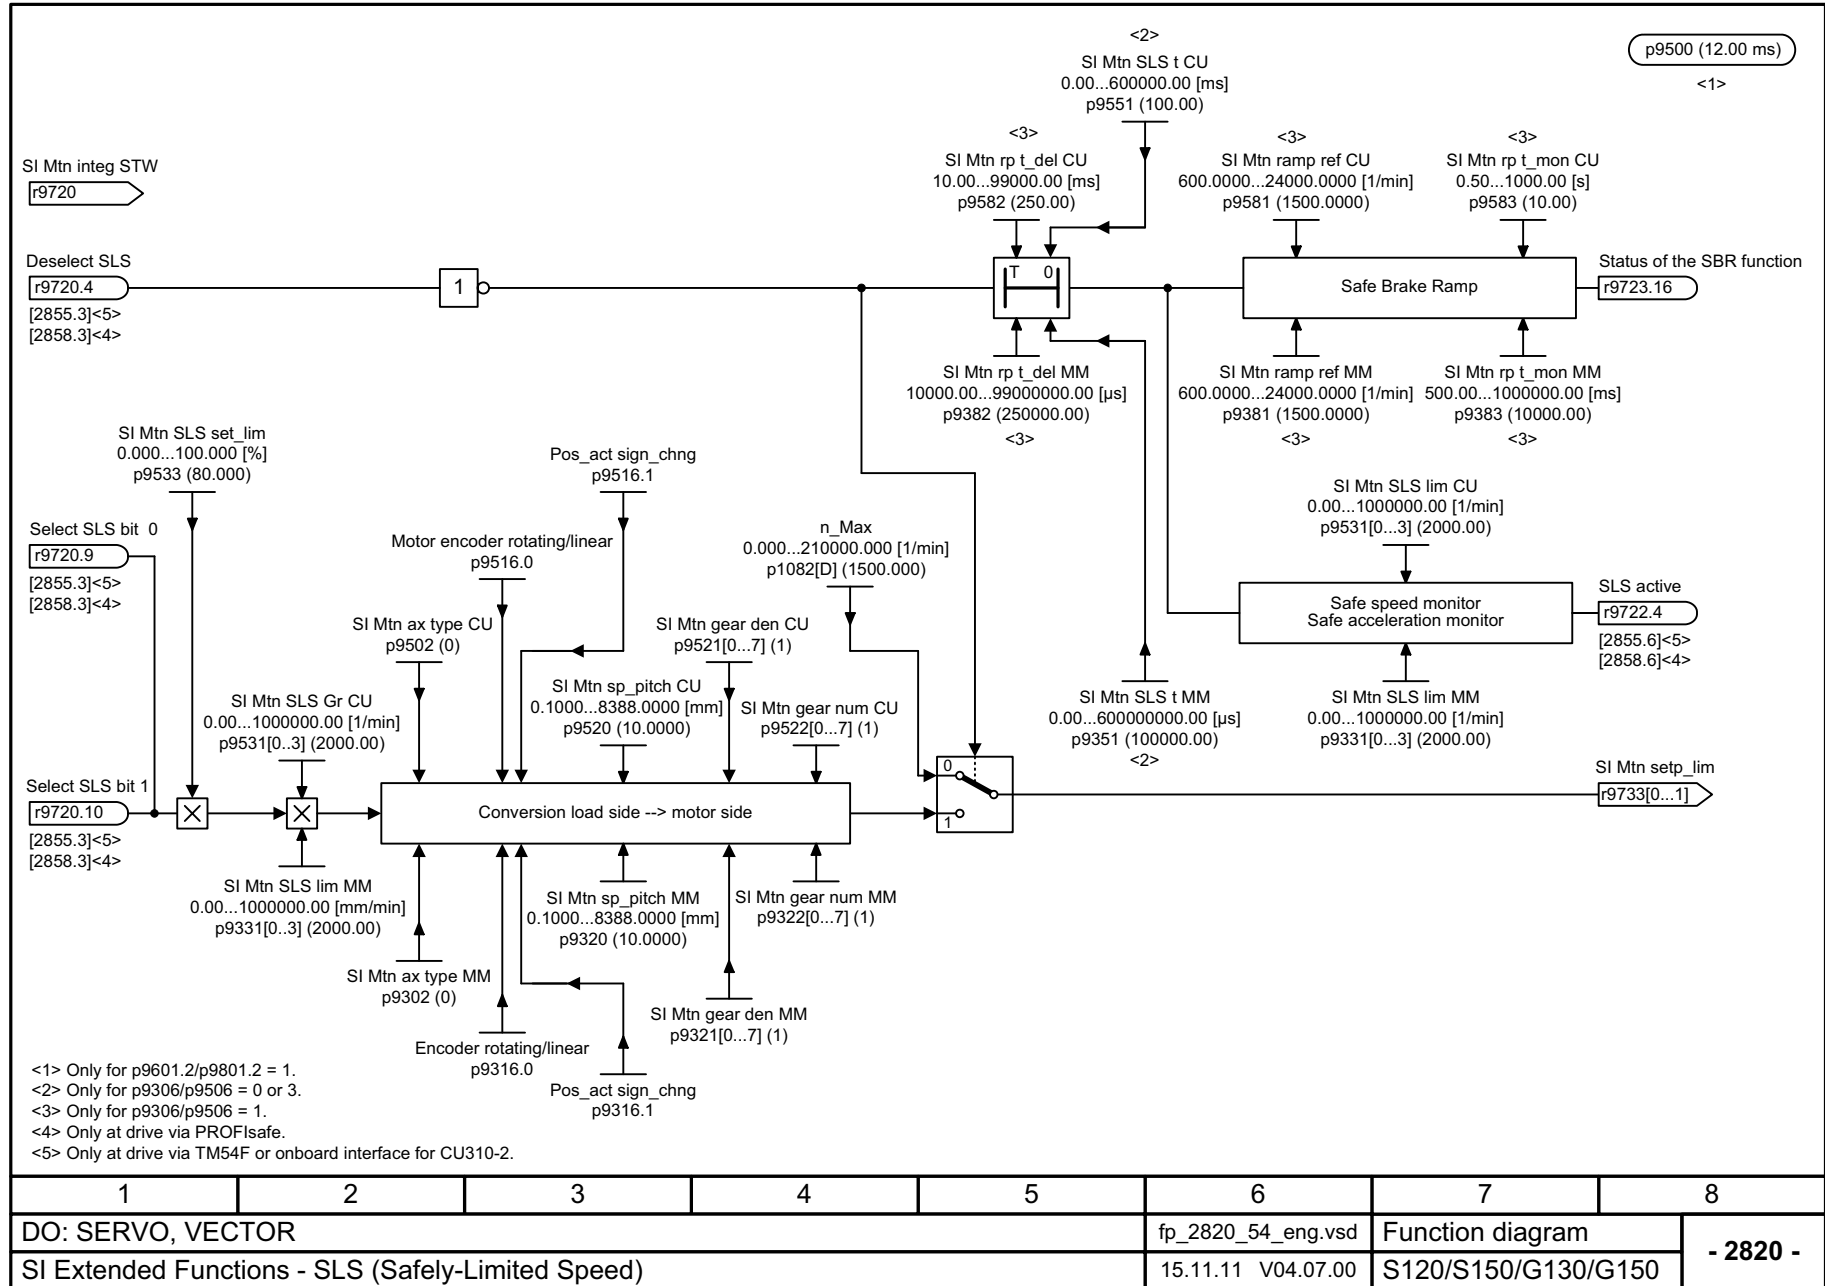 <2>
SI Mtn SLS t CU
0.00...600000.00 [ms]
p9551 (100.00)
p9500 (12.00 ms)
<1>
SI Mtn integ STW
r9720
<3>
SI Mtn rp t_del CU
10.00...99000.00 [ms]
p9582 (250.00)
<3>
SI Mtn ramp ref CU
600.0000...24000.0000 [1/min]
p9581 (1500.0000)
<3>
SI Mtn rp t_mon CU
0.50...1000.00 [s]
p9583 (10.00)
Deselect SLS
r9720.4
[2855.3]<5>
[2858.3]<4>
1
T 0
Safe Brake Ramp
Status of the SBR function
r9723.16
SI Mtn rp t_del MM
10000.00...99000000.00 [µs]
p9382 (250000.00)
<3>
SI Mtn ramp ref MM
600.0000...24000.0000 [1/min]
p9381 (1500.0000)
<3>
SI Mtn rp t_mon MM
500.00...1000000.00 [ms]
p9383 (10000.00)
<3>
SI Mtn SLS set_lim
0.000...100.000 [%]
p9533 (80.000)
Pos_act sign_chng
p9516.1
SI Mtn SLS lim CU
0.00...1000000.00 [1/min]
p9531[0...3] (2000.00)
Select SLS bit 0
r9720.9
[2855.3]<5>
[2858.3]<4>
Motor encoder rotating/linear
p9516.0
n_Max
0.000...210000.000 [1/min]
p1082[D] (1500.000)
Safe speed monitor
Safe acceleration monitor
SLS active
r9722.4
[2855.6]<5>
[2858.6]<4>
SI Mtn ax type CU
p9502 (0)
SI Mtn gear den CU
p9521[0...7] (1)
SI Mtn SLS Gr CU
0.00...1000000.00 [1/min]
p9531[0..3] (2000.00)
SI Mtn sp_pitch CU
0.1000...8388.0000 [mm]
p9520 (10.0000)
SI Mtn gear num CU
p9522[0...7] (1)
SI Mtn SLS t MM
0.00...600000000.00 [µs]
p9351 (100000.00)
<2>
SI Mtn SLS lim MM
0.00...1000000.00 [1/min]
p9331[0...3] (2000.00)
Select SLS bit 1
r9720.10
[2855.3]<5>
[2858.3]<4>
Conversion load side --> motor side
0
1
SI Mtn setp_lim
r9733[0...1]
SI Mtn SLS lim MM
0.00...1000000.00 [mm/min]
p9331[0..3] (2000.00)
SI Mtn sp_pitch MM
0.1000...8388.0000 [mm]
p9320 (10.0000)
SI Mtn gear num MM
p9322[0...7] (1)
SI Mtn ax type MM
p9302 (0)
SI Mtn gear den MM
p9321[0...7] (1)
Encoder rotating/linear
p9316.0
Pos_act sign_chng
p9316.1
<1> Only for p9601.2/p9801.2 = 1.
<2> Only for p9306/p9506 = 0 or 3.
<3> Only for p9306/p9506 = 1.
<4> Only at drive via PROFIsafe.
<5> Only at drive via TM54F or onboard interface for CU310-2.
1 2 3 4 5 6 7 8
DO: SERVO, VECTOR
fp_2820_54_eng.vsd
Function diagram
- 2820 -
SI Extended Functions - SLS (Safely-Limited Speed)
15.11.11 V04.07.00
S120/S150/G130/G150